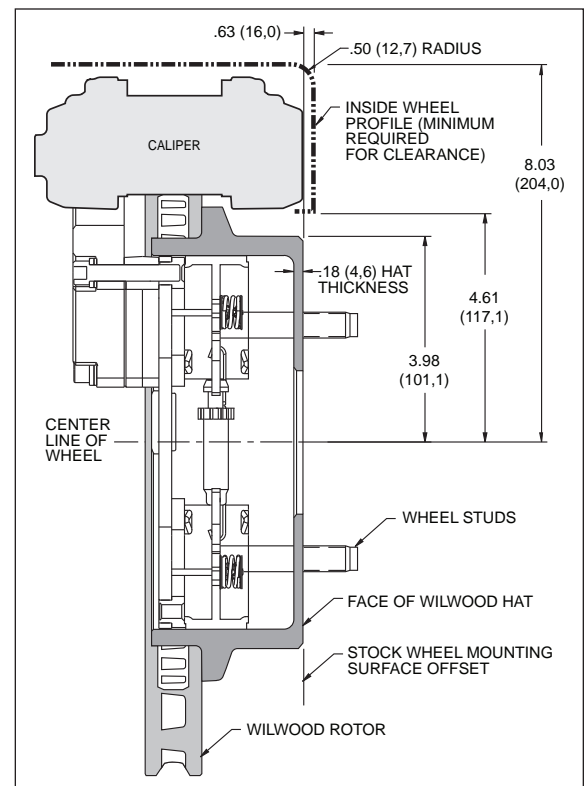 .63 (16,0)
.50 (12,7) RADIUS
INSIDE WHEEL
PROFILE (MINIMUM
REQUIRED
FOR CLEARANCE)
CALIPER
8.03
(204,0)
.18 (4,6) HAT
THICKNESS
4.61
(117,1)
3.98
(101,1)
CENTER
LINE OF
WHEEL
WHEEL STUDS
FACE OF WILWOOD HAT
STOCK WHEEL MOUNTING
SURFACE OFFSET
WILWOOD ROTOR